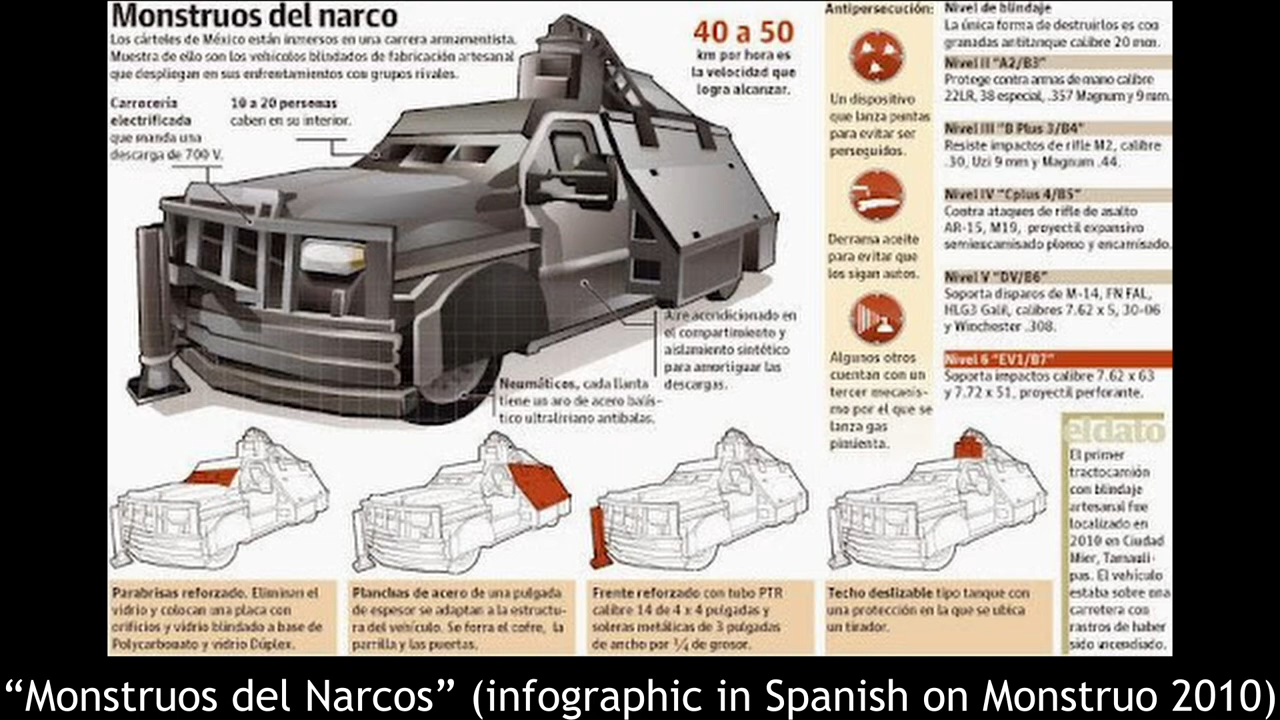 Monstruos del narco
Los cárteles de México están inmersos en una carrera armamentista.
Muestra de ello son los vehículos blindados de fabricación artesanal
que despliegan en sus enfrentamientos con grupos rivales.
Carrocería
electrificada
que manda una
descarga de 700 V.
10 a 20 personas
caben en su interior.
40 a 50
km por hora es
la velocidad que
logra alcanzar.
Aire acondicionado en
el compartimiento y
aislamiento sintético
para amortiguar las
descargas.
Neumáticos, cada llanta
tiene un aro de acero balís-
tico ultraliviano antibalas.
Antipersecución:
Un dispositivo
que lanza puntas
para evitar ser
perseguidos.
Derrama aceite
para evitar que
los sigan autos.
Algunos otros
cuentan con un
tercer mecanis-
mo por el que se
lanza gas
pimienta.
Nivel de blindaje
La única forma de destruirlos es con
granadas antitanque calibre 20 mm.
Nivel II "A2/B3"
Protege contra armas de mano calibre
22LR, 38 especial, .357 Magnum y 9 mm.
Nivel III "B Plus 3/B4"
Resiste impactos de rifle M2, calibre
.30, Uzi 9 mm y Magnum .44.
Nivel IV "Cplus 4/B5"
Contra ataques de rifle de asalto
AR-15, M19, proyectil expansivo
semiencamisado plomo y encamisado.
Nivel V "DV/B6"
Soporta disparos de M-14, FN FAL,
HLG3 Galil, calibres 7.62 x 5, 30-06
y Winchester .308.
Nivel 6 "EV1/B7"
Soporta impactos calibre 7.62 x 63
y 7.72 x 51, proyectil perforante.
el dato
El primer
tractocamión
con blindaje
artesanal fue
localizado en
2010 en Ciudad
Mier, Tamauli-
pas. El vehículo
estaba sobre una
carretera con
rastros de haber
sido incendiado.
Parabrisas reforzado. Eliminan el
vidrio y colocan una placa con
orificios y vidrio blindado a base de
Polycarbonato y vidrio Dúplex.
Planchas de acero de una pulgada
de espesor se adaptan a la estructu-
ra del vehículo. Se forra el cofre, la
parrilla y las puertas.
Frente reforzado con tubo PTR
calibre 14 de 4 x 4 pulgadas y
soleras metálicas de 3 pulgadas
de ancho por ¼ de grosor.
Techo deslizable tipo tanque con
una protección en la que se ubica
un tirador.
“Monstruos del Narcos” (infographic in Spanish on Monstruo 2010)